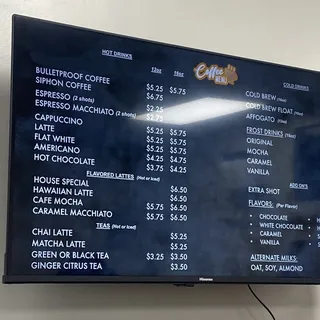 HOT DRINKS
12oz 16oz
BULLETPROOF COFFEE $5.25 $5.75
SIPHON COFFEE $5.25
ESPRESSO (2 shots) $2.25
ESPRESSO MACCHIATO (2 shots) $2.75
CAPPUCCINO
LATTE $5.25 $5.75
FLAT WHITE $5.25 $5.75
AMERICANO $3.25 $4.75
HOT CHOCOLATE $3.75 $4.25
FLAVORED LATTES (Hot or Iced)
HOUSE SPECIAL $6.50
HAWAIIAN LATTE $6.50
CAFE MOCHA $5.75 $6.50
CARAMEL MACCHIATO $5.75 $6.50
TEAS (Hot or Iced)
CHAI LATTE $5.25
MATCHA LATTE $5.25
GREEN OR BLACK TEA $3.25 $3.50
GINGER CITRUS TEA $3.50
Coffee
MENU
COLD DRINKS
COLD BREW (16oz)
COLD BREW FLOAT
AFFOGATO
FROST DRINKS (16oz)
ORIGINAL
MOCHA
CARAMEL
VANILLA
ADD ON'S
EXTRA SHOT
FLAVORS: (Per Flavor)
• CHOCOLATE
• WHITE CHOCOLATE
• CARAMEL
• VANILLA
ALTERNATE MILKS:
OAT, SOY, ALMOND
Hisense